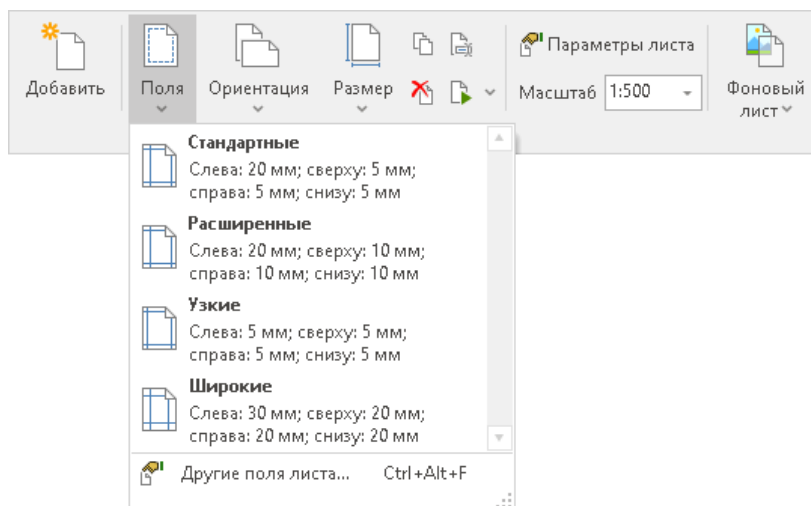 Добавить
Поля
Ориентация
Размер
Параметры листа
Масштаб 1:500
Фоновый
лист
Стандартные
Слева: 20 мм; сверху: 5 мм;
справа: 5 мм; снизу: 5 мм
Расширенные
Слева: 20 мм; сверху: 10 мм;
справа: 10 мм; снизу: 10 мм
Узкие
Слева: 5 мм; сверху: 5 мм;
справа: 5 мм; снизу: 5 мм
Широкие
Слева: 30 мм; сверху: 20 мм;
справа: 20 мм; снизу: 20 мм
Другие поля листа... Ctrl+Alt+F